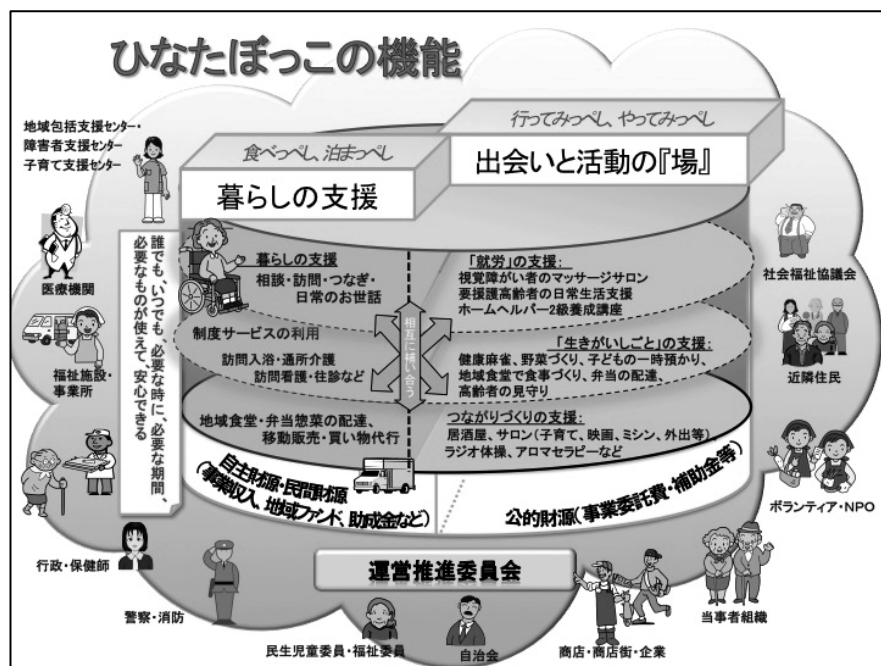 ひなたぼっこの機能
地域包括支援センター・
障害者支援センター
子育て支援センター
食べっぺし、泊まっぺし
暮らしの支援
行ってみっぺし、やってみっぺし
出会いと活動の『場』
誰でも、いつでも、必要な時に、必要な期間、
必要なものが使えて、安心できる
暮らしの支援
相談・訪問・つなぎ・
日常のお世話
制度サービスの利用
訪問入浴・通所介護
訪問看護・往診など
地域食堂・弁当惣菜の配達、
移動販売・買い物代行
相互に補い合う
「就労」の支援:
視覚障がい者のマッサージサロン
要援護高齢者の日常生活支援
ホームヘルパー2級養成講座
「生きがいしごと」の支援:
健康麻雀、野菜づくり、子どもの一時預かり、
地域食堂で食事づくり、弁当の配達、
高齢者の見守り
つながりづくりの支援:
居酒屋、サロン(子育て、映画、ミシン、外出等)
ラジオ体操、アロマセラピーなど
自主財源・民間財源
(事業収入、地域ファンド、助成金など)
公的財源(事業委託費・補助金等)
運営推進委員会
医療機関
福祉施設・
事業所
行政・保健師
警察・消防
民生児童委員・福祉委員
自治会
商店・商店街・企業
当事者組織
ボランティア・NPO
近隣住民
社会福祉協議会